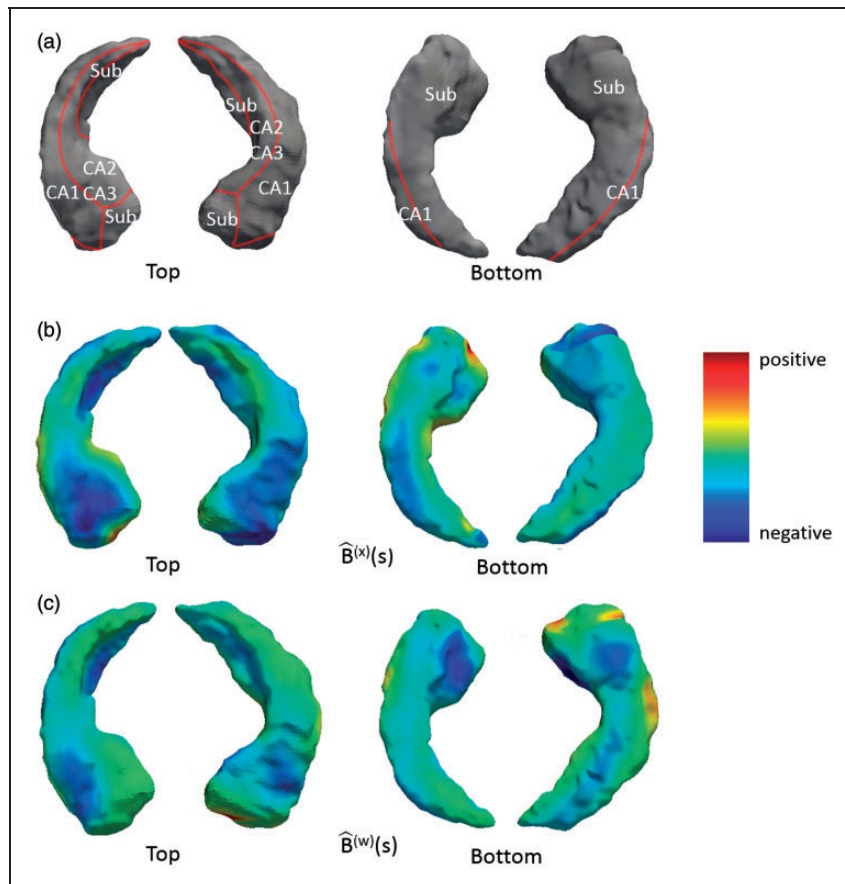 (a)
Sub
Sub
CA2
CA3
CA2
CA1
CA3
CA1
Sub
Sub
Top
Sub
Sub
CA1
CA1
Bottom
(b)
positive
negative
Top
B̂⁽ˣ⁾(s)
Bottom
(c)
Top
B̂⁽ʷ⁾(s)
Bottom